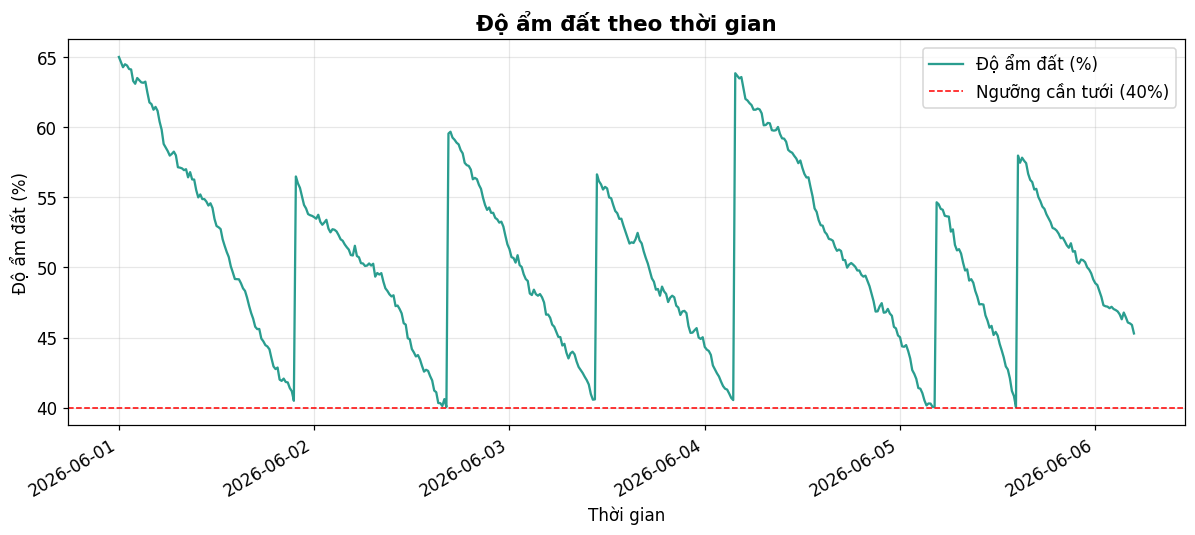 Độ ẩm đất theo thời gian
Độ ẩm đất (%)
Ngưỡng cần tưới (40%)
Độ ẩm đất (%)
65
60
55
50
45
40
2026-06-01
2026-06-02
2026-06-03
2026-06-04
2026-06-05
2026-06-06
Thời gian